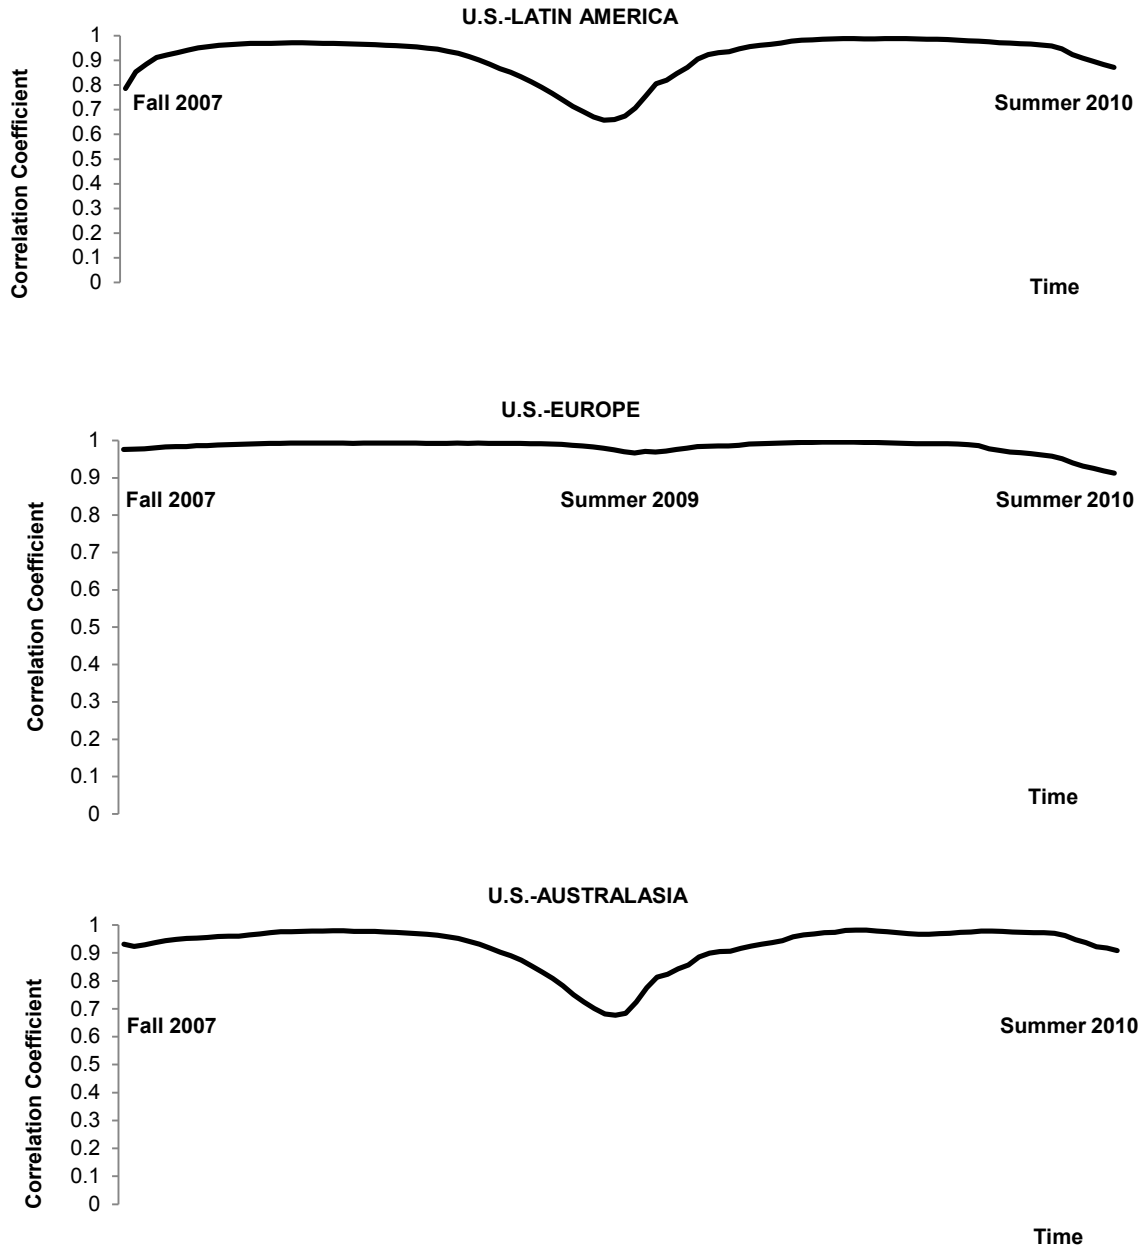 U.S.-LATIN AMERICA
Correlation Coefficient
1
0.9
0.8
0.7
0.6
0.5
0.4
0.3
0.2
0.1
0
Fall 2007
Summer 2010
Time
U.S.-EUROPE
Correlation Coefficient
1
0.9
0.8
0.7
0.6
0.5
0.4
0.3
0.2
0.1
0
Fall 2007
Summer 2009
Summer 2010
Time
U.S.-AUSTRALASIA
Correlation Coefficient
1
0.9
0.8
0.7
0.6
0.5
0.4
0.3
0.2
0.1
0
Fall 2007
Summer 2010
Time